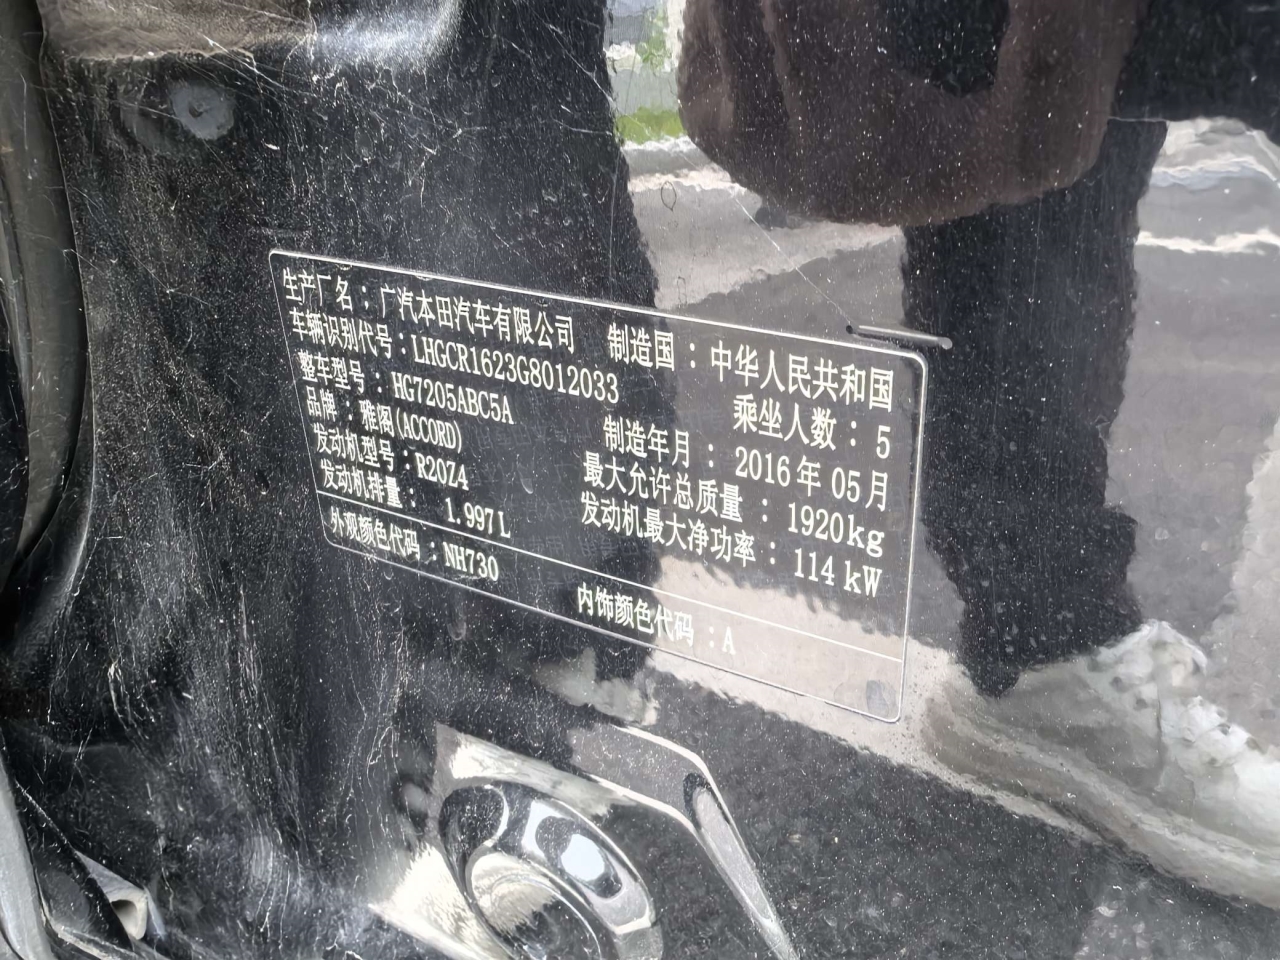 生产厂名：广汽本田汽车有限公司 制造国：中华人民共和国
车辆识别代号：LHGCR1623G8012033 乘坐人数：5
整车型号：HG7205ABC5A 制造年月：2016年05月
品牌：雅阁(ACCORD) 最大允许总质量：1920kg
发动机型号：R20Z4 发动机最大净功率：114kW
发动机排量：1.997L
外观颜色代码：NH730 内饰颜色代码：A